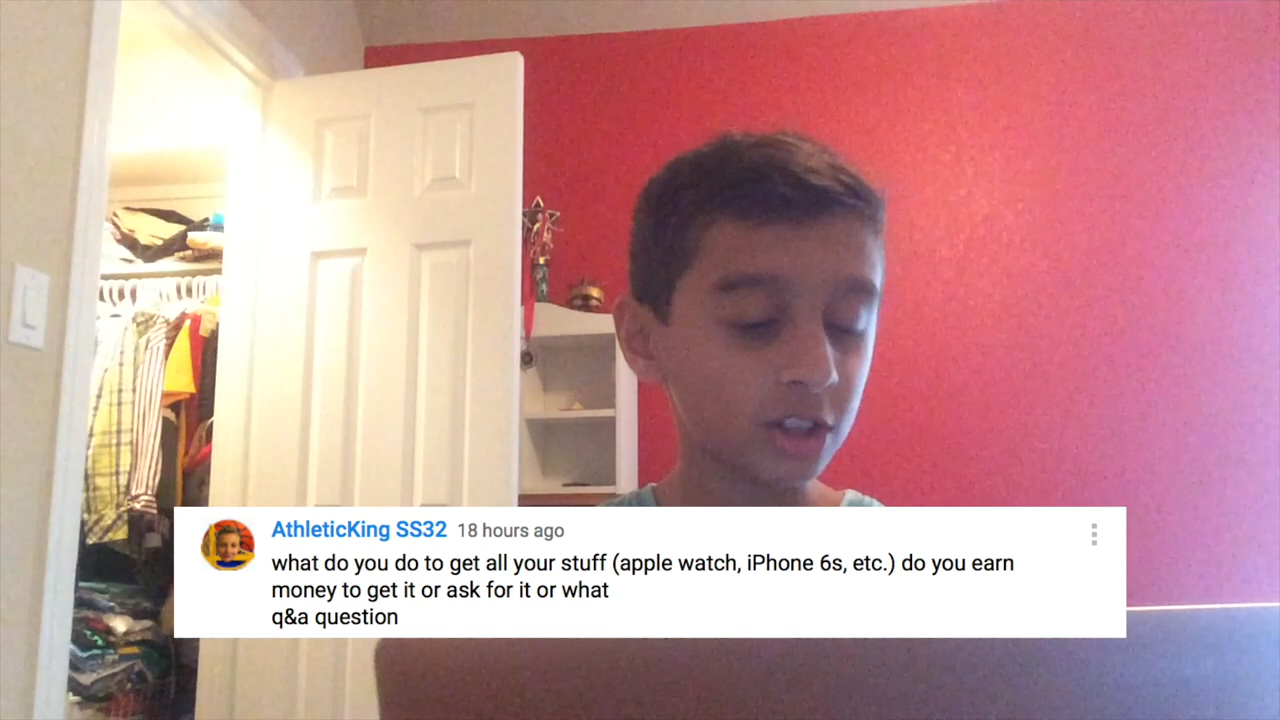 AthleticKing SS32 18 hours ago
what do you do to get all your stuff (apple watch, iPhone 6s, etc.) do you earn
money to get it or ask for it or what
q&a question